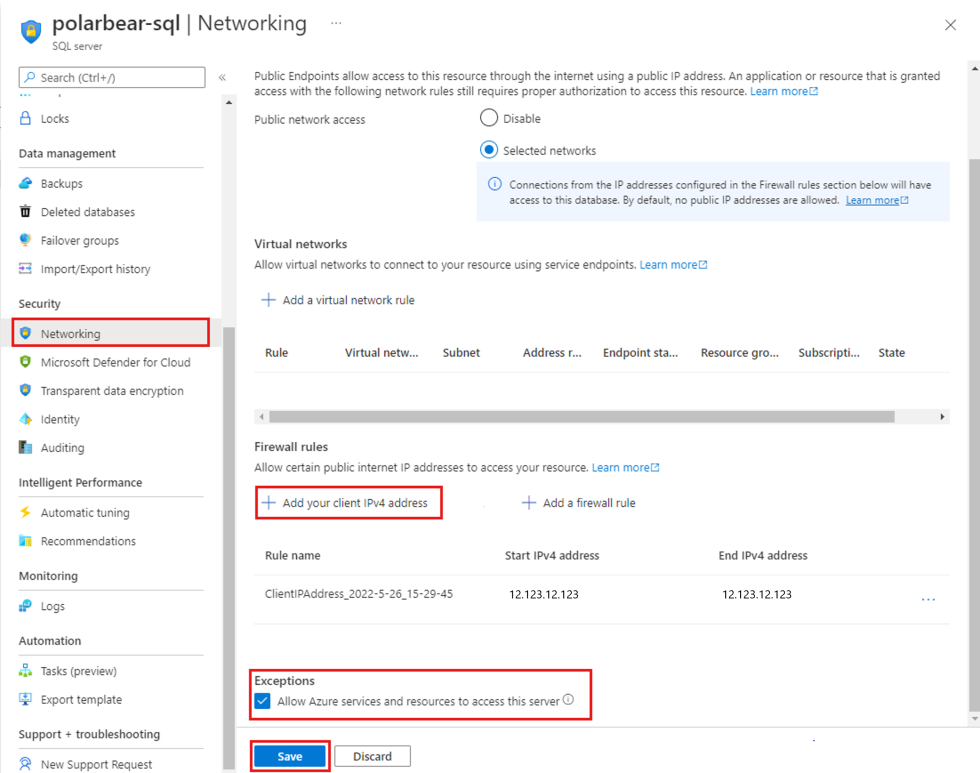 polarbear-sql | Networking ...
SQL server
Search (Ctrl+/)
«
Locks
Data management
Backups
Deleted databases
Failover groups
Import/Export history
Security
Networking
Microsoft Defender for Cloud
Transparent data encryption
Identity
Auditing
Intelligent Performance
Automatic tuning
Recommendations
Monitoring
Logs
Automation
Tasks (preview)
Export template
Support + troubleshooting
New Support Request
Public Endpoints allow access to this resource through the internet using a public IP address. An application or resource that is granted
access with the following network rules still requires proper authorization to access this resource. Learn more
Public network access
Disable
Selected networks
Connections from the IP addresses configured in the Firewall rules section below will have
access to this database. By default, no public IP addresses are allowed. Learn more
Virtual networks
Allow virtual networks to connect to your resource using service endpoints. Learn more
Add a virtual network rule
Rule Virtual netw... Subnet Address r... Endpoint sta... Resource gro... Subscripti... State
Firewall rules
Allow certain public internet IP addresses to access your resource. Learn more
Add your client IPv4 address Add a firewall rule
Rule name Start IPv4 address End IPv4 address
ClientIPAddress_2022-5-26_15-29-45 12.123.12.123 12.123.12.123 ...
Exceptions
Allow Azure services and resources to access this server
Save Discard